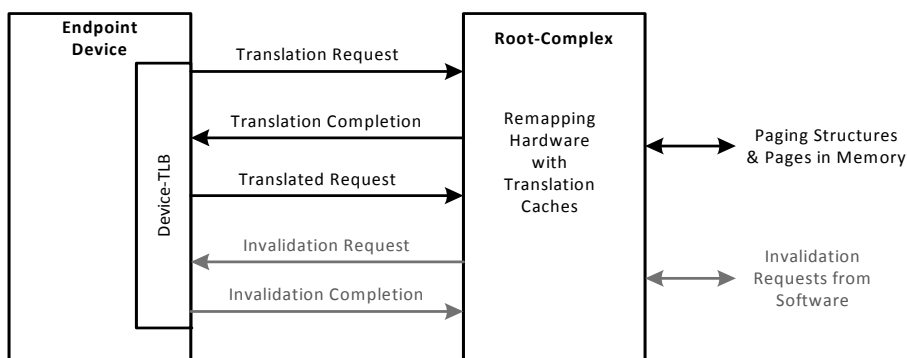 Endpoint
Device
Device-TLB
Translation Request
Translation Completion
Translated Request
Invalidation Request
Invalidation Completion
Root-Complex
Remapping
Hardware
with
Translation
Caches
Paging Structures
& Pages in Memory
Invalidation
Requests from
Software